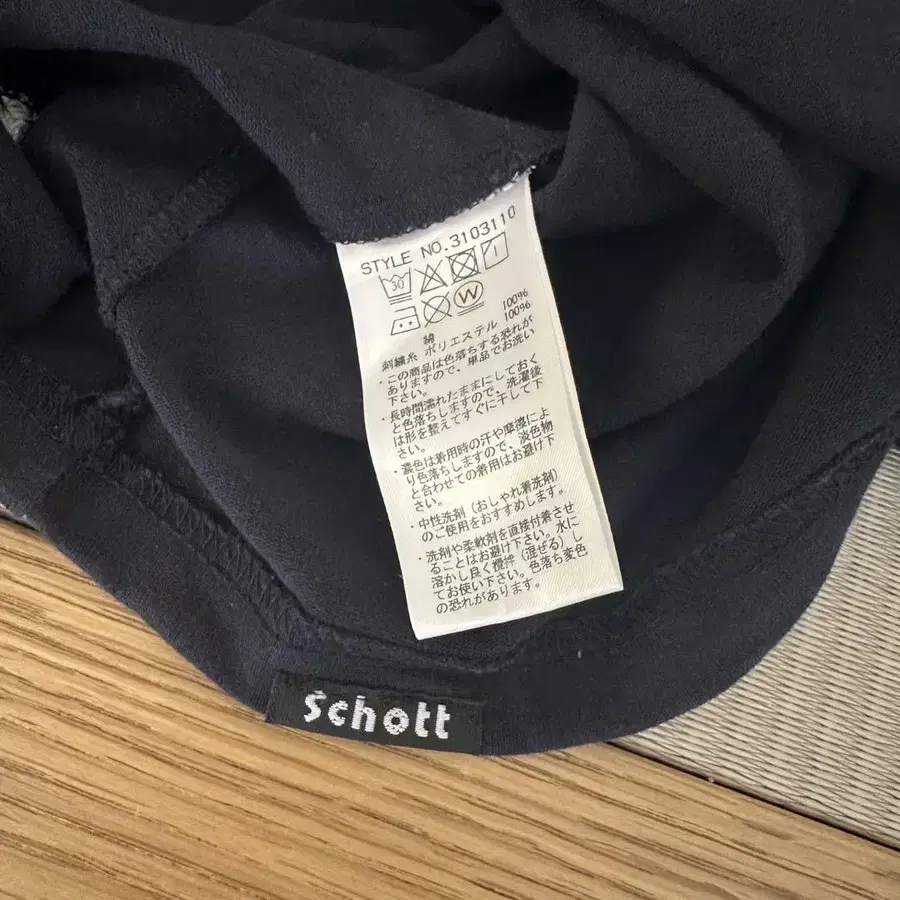 STYLE NO.3103110
30
W
綿 100%
刺繍糸 ポリエステル 100%
・この商品は色落ちする恐れが
ありますので、単品でお洗い
下さい。
・長時間濡れたままにしておく
と色落ちしますので、洗濯後
は形を整えてすぐに干して下
さい。
・濃色は着用時の汗や摩擦によ
り色落ちしますので、淡色物
と合わせての着用はお避け下
さい。
・中性洗剤(おしゃれ着洗剤)
のご使用をおすすめします。
・洗剤や柔軟剤を直接付着させ
ることはお避け下さい。水に
溶かし良く攪拌(混ぜる)し
てお使い下さい。色落ち変色
の恐れがあります。
Schott